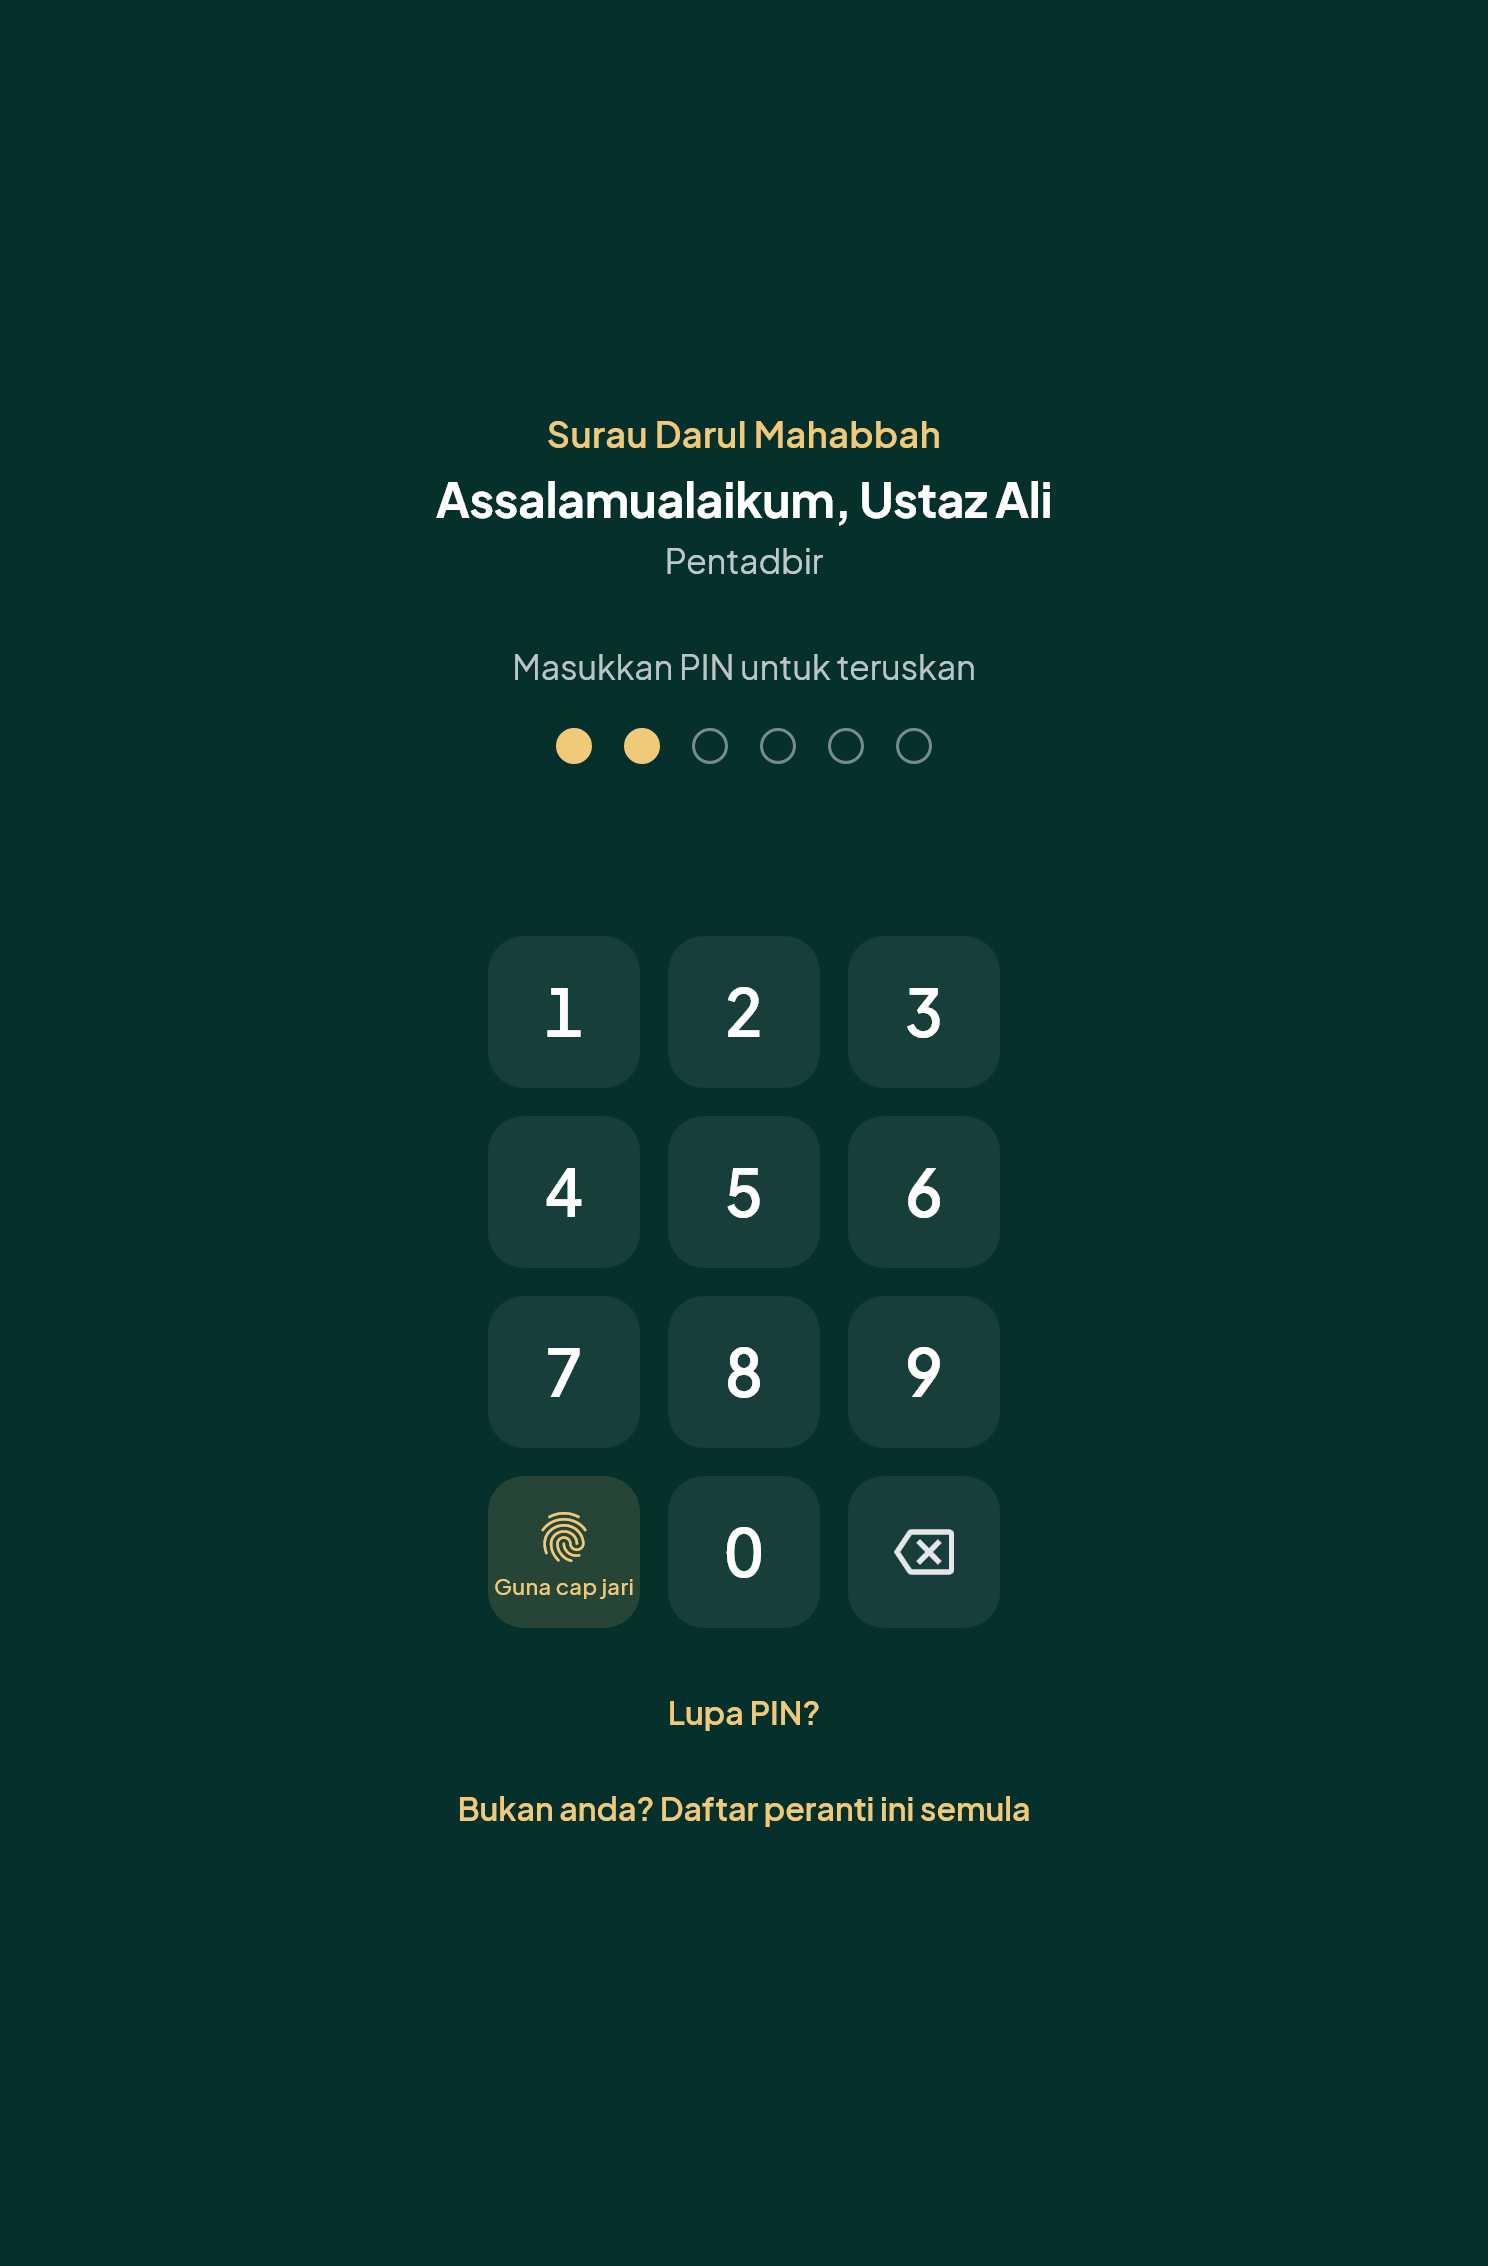 Surau Darul Mahabbah
Assalamualaikum, Ustaz Ali
Pentadbir
Masukkan PIN untuk teruskan
1 2 3
4 5 6
7 8 9
0
Guna cap jari
Lupa PIN?
Bukan anda? Daftar peranti ini semula